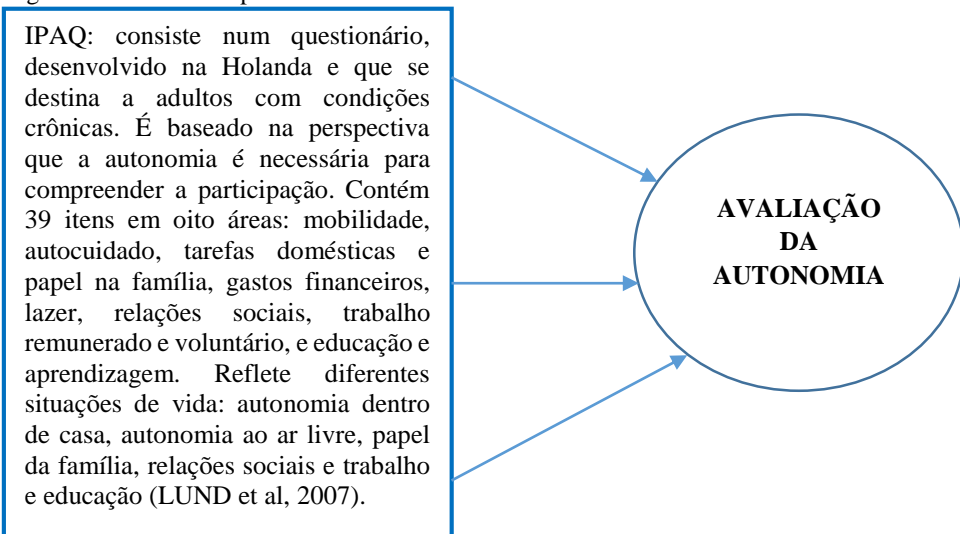 IPAQ: consiste num questionário,
desenvolvido na Holanda e que se
destina a adultos com condições
crônicas. É baseado na perspectiva
que a autonomia é necessária para
compreender a participação. Contém
39 itens em oito áreas: mobilidade,
autocuidado, tarefas domésticas e
papel na família, gastos financeiros,
lazer, relações sociais, trabalho
remunerado e voluntário, e educação e
aprendizagem. Reflete diferentes
situações de vida: autonomia dentro
de casa, autonomia ao ar livre, papel
da família, relações sociais e trabalho
e educação (LUND et al, 2007).
AVALIAÇÃO
DA
AUTONOMIA